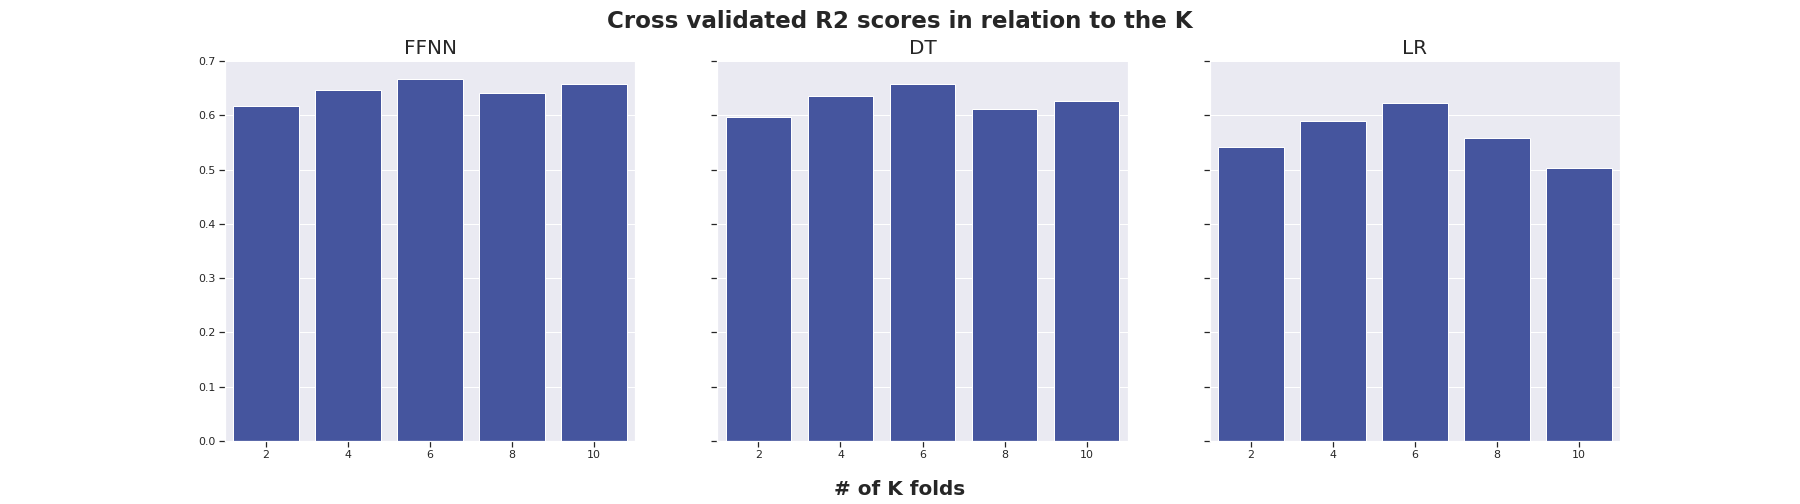 Cross validated R2 scores in relation to the K
FFNN
DT
LR
0.7
0.6
0.5
0.4
0.3
0.2
0.1
0.0
2 4 6 8 10
2 4 6 8 10
2 4 6 8 10
# of K folds